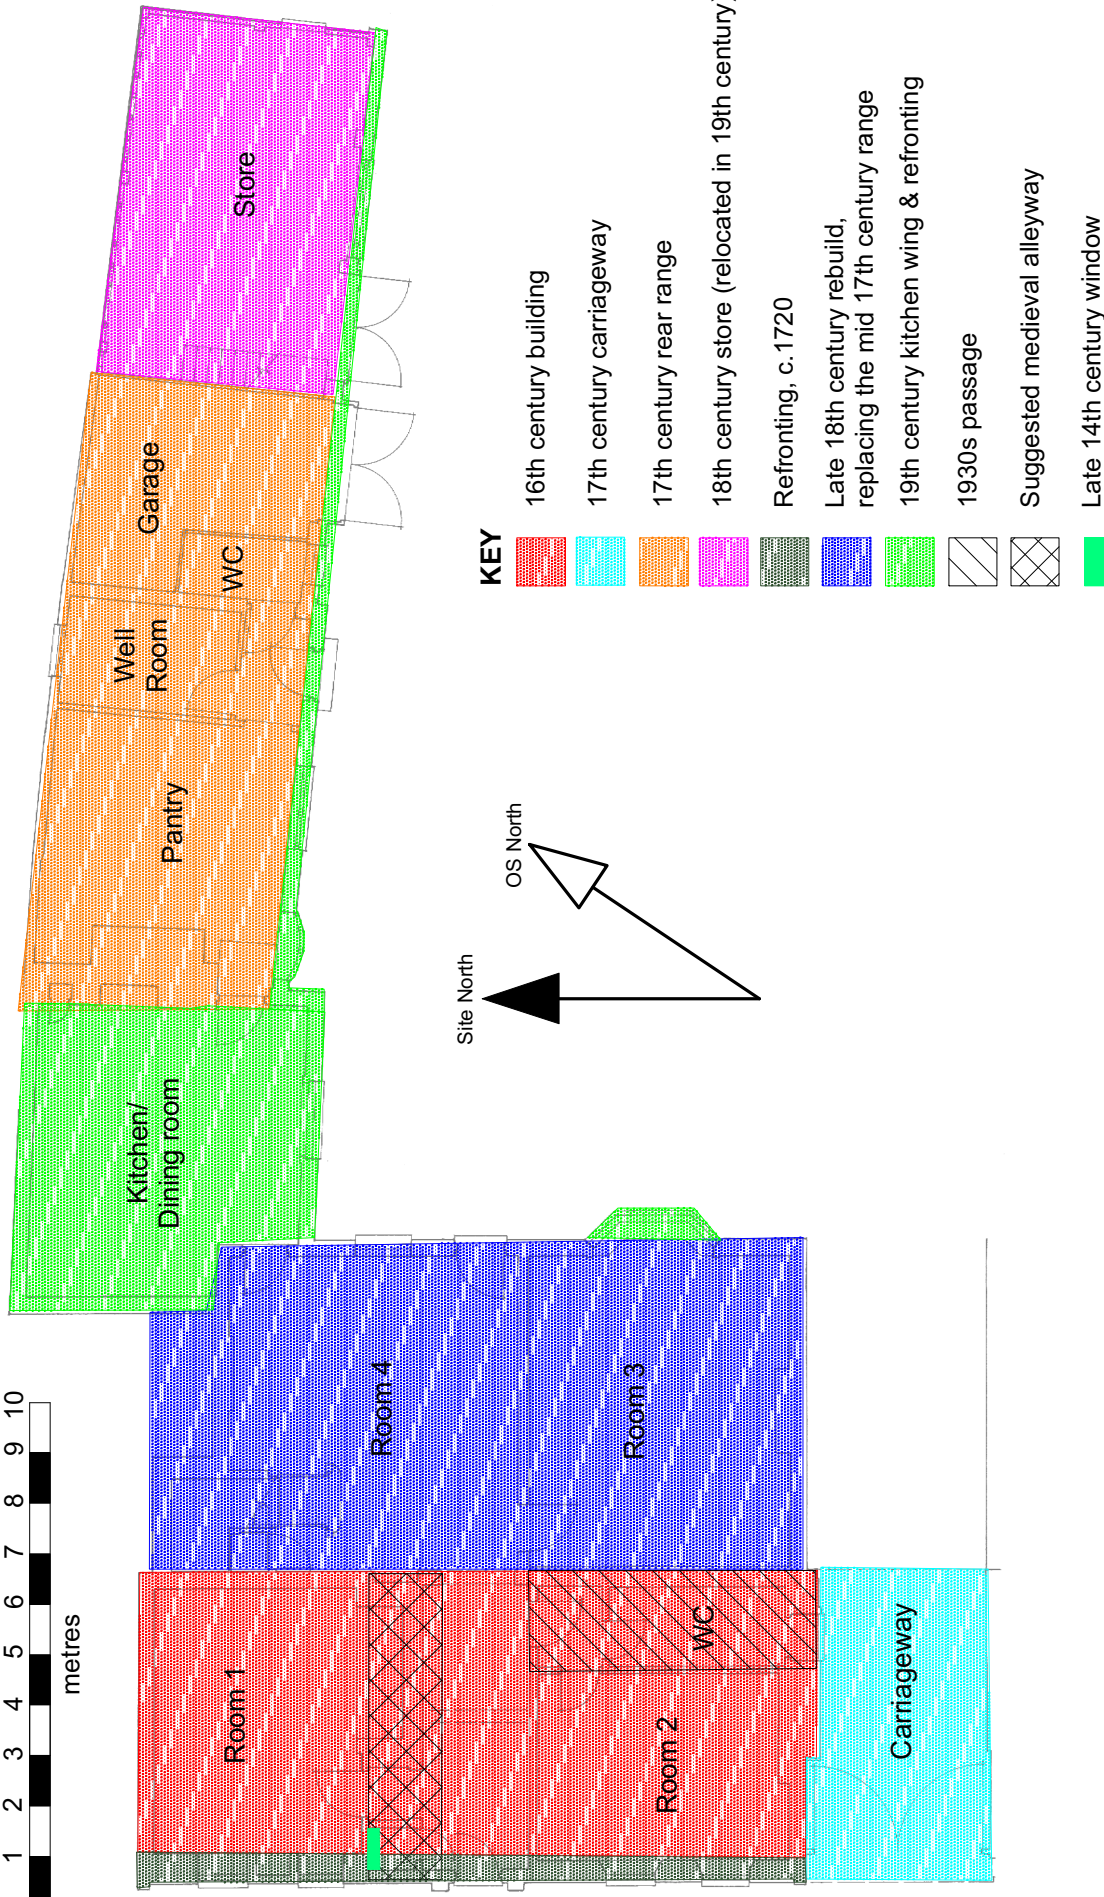 1
2
3
4
5
6
7
8
9
10
metres
Room 1
Room 2
WC
Carriageway
Room 4
Room 3
Kitchen/
Dining room
Pantry
Well
Room
WC
Garage
Store
Site North
OS North
KEY
16th century building
17th century carriageway
17th century rear range
18th century store (relocated in 19th century)
Refronting, c.1720
Late 18th century rebuild,
replacing the mid 17th century range
19th century kitchen wing & refronting
1930s passage
Suggested medieval alleyway
Late 14th century window